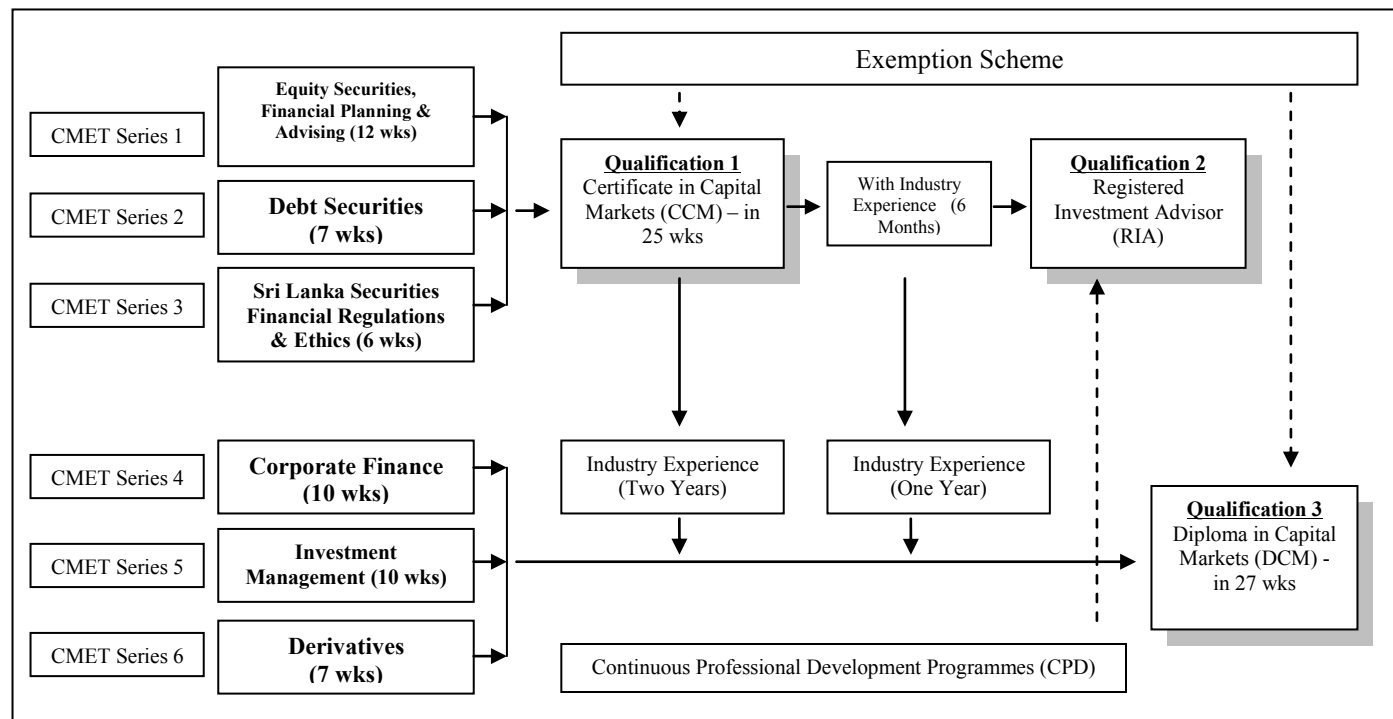 Exemption Scheme
CMET Series 1
Equity Securities,
Financial Planning &
Advising (12 wks)
CMET Series 2
Debt Securities
(7 wks)
CMET Series 3
Sri Lanka Securities
Financial Regulations
& Ethics (6 wks)
Qualification 1
Certificate in Capital
Markets (CCM) – in
25 wks
With Industry
Experience (6
Months)
Qualification 2
Registered
Investment Advisor
(RIA)
CMET Series 4
Corporate Finance
(10 wks)
Industry Experience
(Two Years)
Industry Experience
(One Year)
CMET Series 5
Investment
Management (10 wks)
Qualification 3
Diploma in Capital
Markets (DCM) -
in 27 wks
CMET Series 6
Derivatives
(7 wks)
Continuous Professional Development Programmes (CPD)